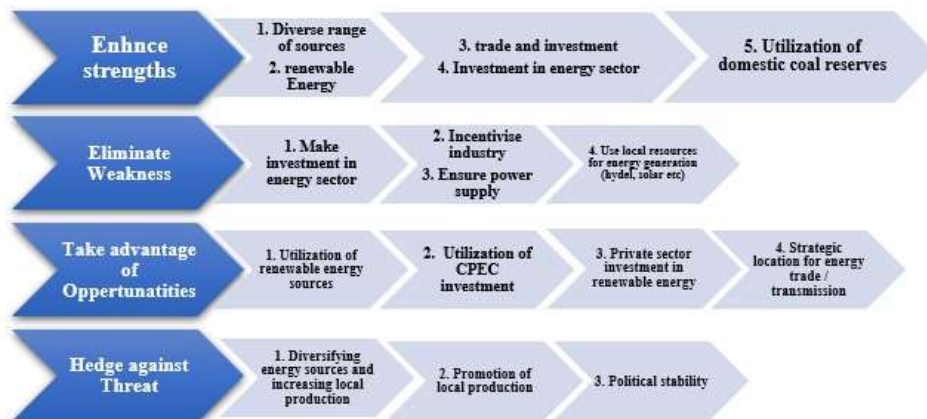 Enhnce
strengths
1. Diverse range
of sources
2. renewable
Energy
3. trade and investment
4. Investment in energy sector
5. Utilization of
domestic coal reserves
Eliminate
Weakness
1. Make
investment in
energy sector
2. Incentivise
industry
3. Ensure power
supply
4. Use local resources
for energy generation
(hydel, solar etc)
Take advantage
of
Oppertunatities
1. Utilization of
renewable energy
sources
2. Utilization of
CPEC
investment
3. Private sector
investment in
renewable energy
4. Strategic
location for energy
trade /
transmission
Hedge against
Threat
1. Diversifying
energy sources and
increasing local
production
2. Promotion of
local production
3. Political stability